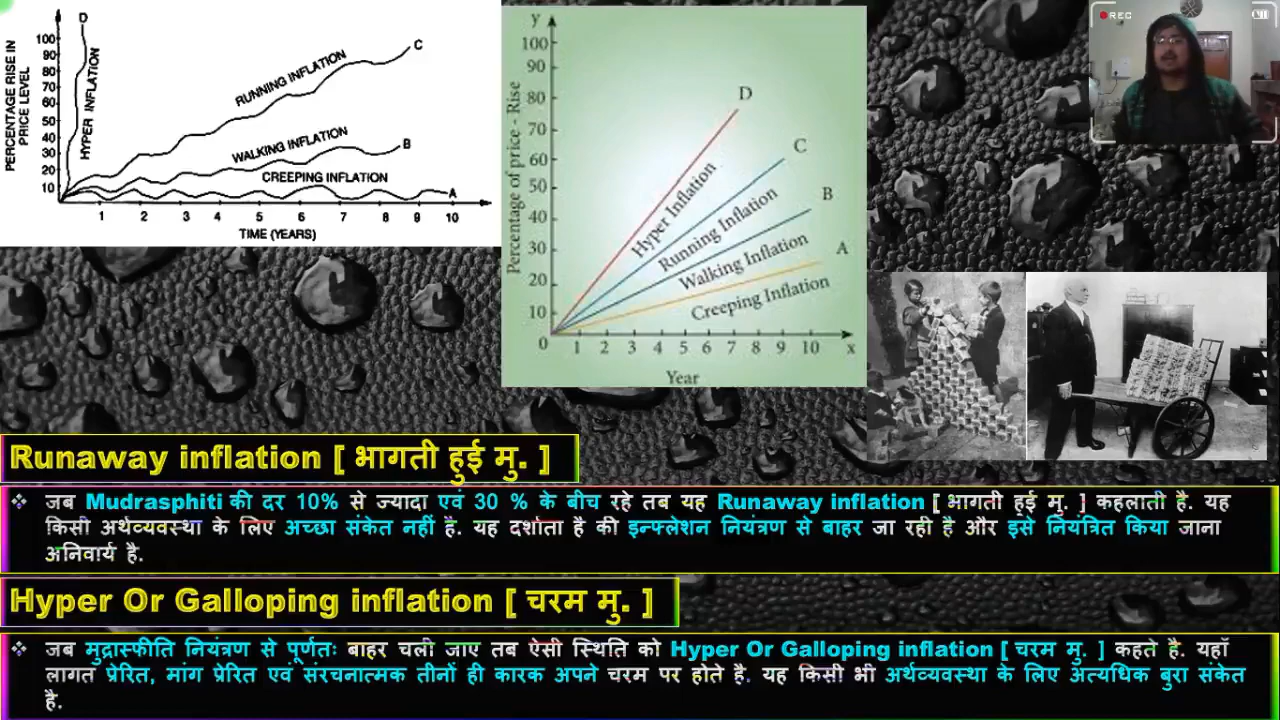 D
100
90
80
70
60
50
40
30
20
10
PERCENTAGE RISE IN
PRICE LEVEL
HYPER INFLATION
RUNNING INFLATION
C
WALKING INFLATION
B
CREEPING INFLATION
A
1 2 3 4 5 6 7 8 9 10
TIME (YEARS)
y
100
90
80
70
60
50
40
30
20
10
0
Percentage of price - Rise
D
C
B
A
Hyper Inflation
Running Inflation
Walking Inflation
Creeping Inflation
1 2 3 4 5 6 7 8 9 10 x
Year
REC
Runaway inflation [ भागती हुई मु. ]
❖ जब Mudrasphiti की दर 10% से ज्यादा एवं 30 % के बीच रहे तब यह Runaway inflation [ भागती हुई मु. ] कहलाती है. यह
किसी अर्थव्यवस्था के लिए अच्छा संकेत नहीं है. यह दर्शाता है की इन्फ्लेशन नियंत्रण से बाहर जा रही है और इसे नियंत्रित किया जाना
अनिवार्य है.
Hyper Or Galloping inflation [ चरम मु. ]
❖ जब मुद्रास्फीति नियंत्रण से पूर्णतः बाहर चली जाए तब ऐसी स्थिति को Hyper Or Galloping inflation [ चरम मु. ] कहते है. यहाँ
लागत प्रेरित, मांग प्रेरित एवं संरचनात्मक तीनों ही कारक अपने चरम पर होते है. यह किसी भी अर्थव्यवस्था के लिए अत्यधिक बुरा संकेत
है.